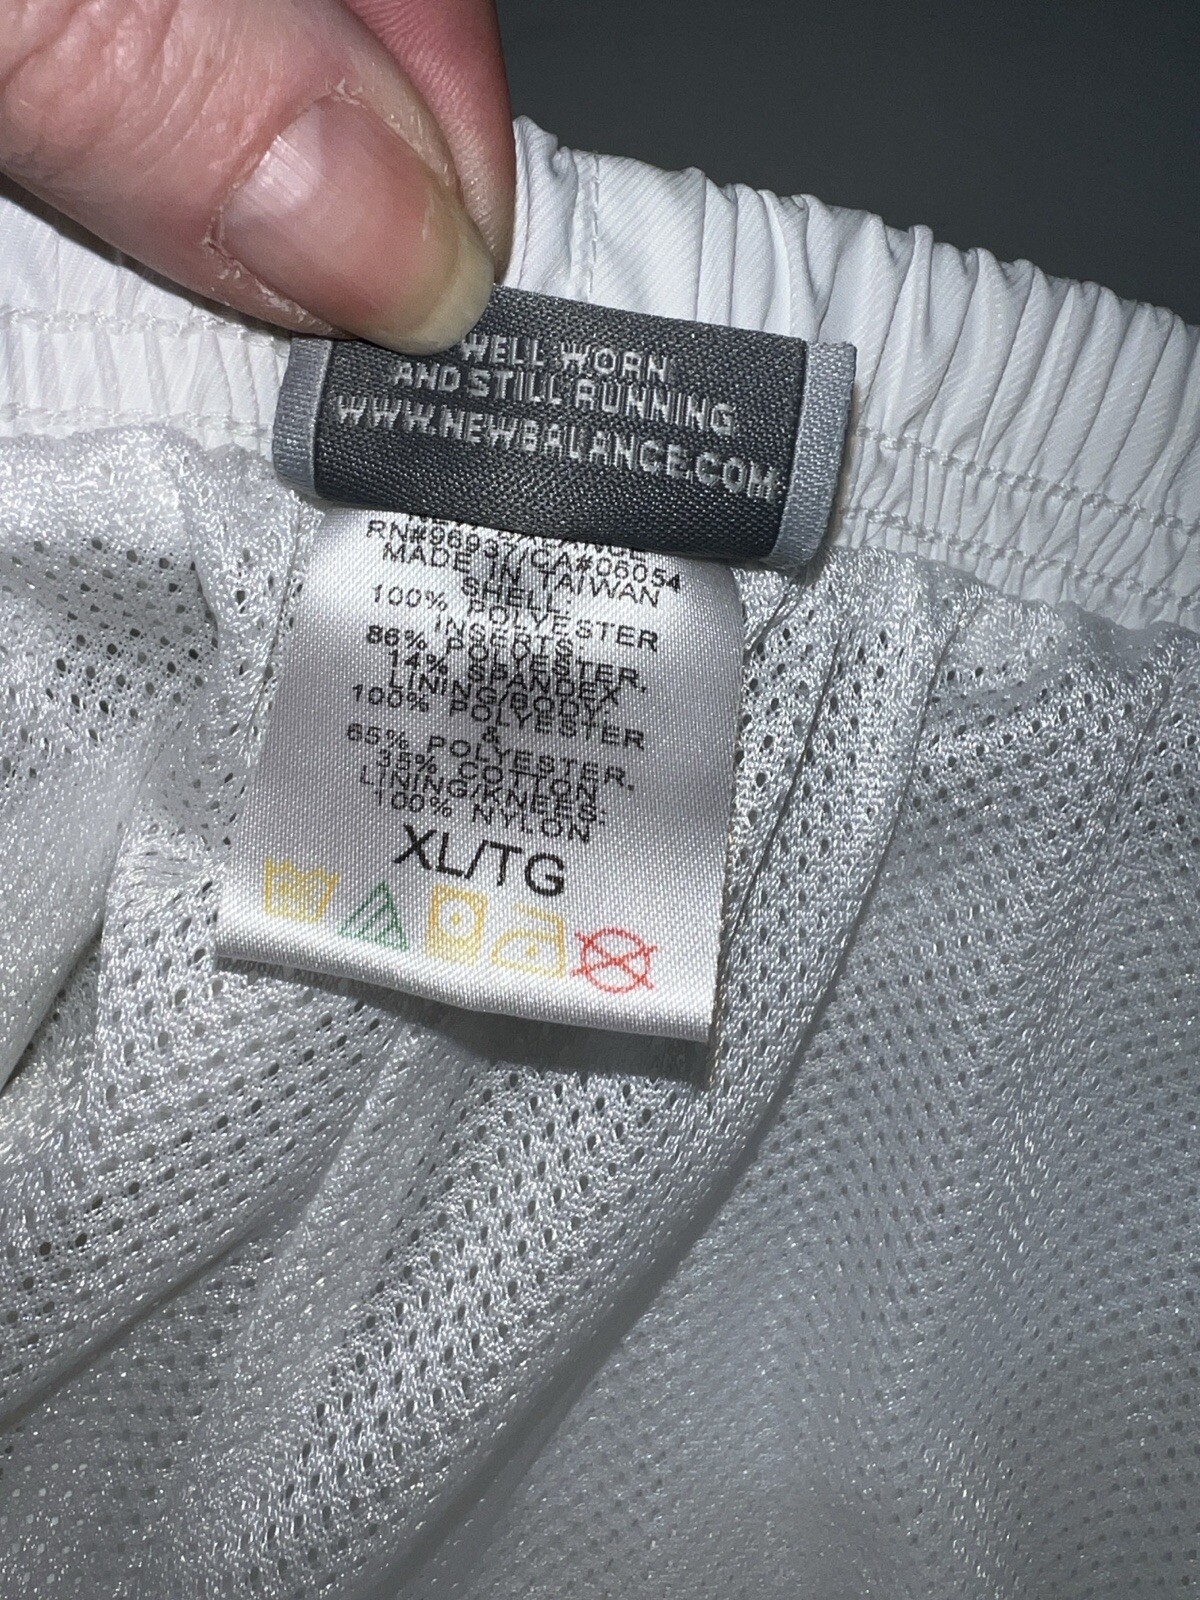 WELL WORN
AND STILL RUNNING
WWW.NEWBALANCE.COM
RN#96937/CA#06054
MADE IN TAIWAN
SHELL:
100% POLYESTER
INSERTS:
86% POLYESTER,
14% SPANDEX
LINING/BODY:
100% POLYESTER
&
65% POLYESTER,
35% COTTON
LINING/KNEES:
100% NYLON
XL/TG